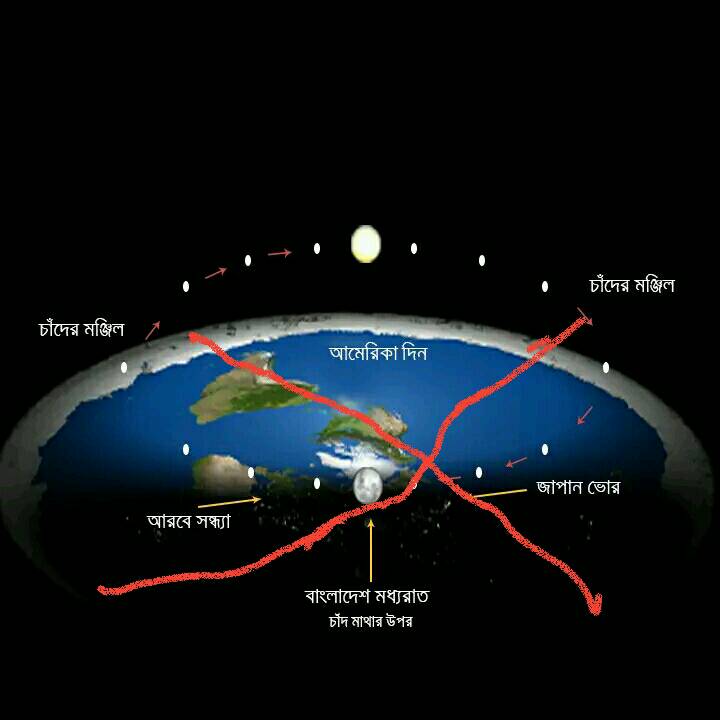 চাঁদের মঞ্জিল
চাঁদের মঞ্জিল
আমেরিকা দিন
জাপান ভোর
আরবে সন্ধ্যা
বাংলাদেশ মধ্যরাত
চাঁদ মাথার উপর